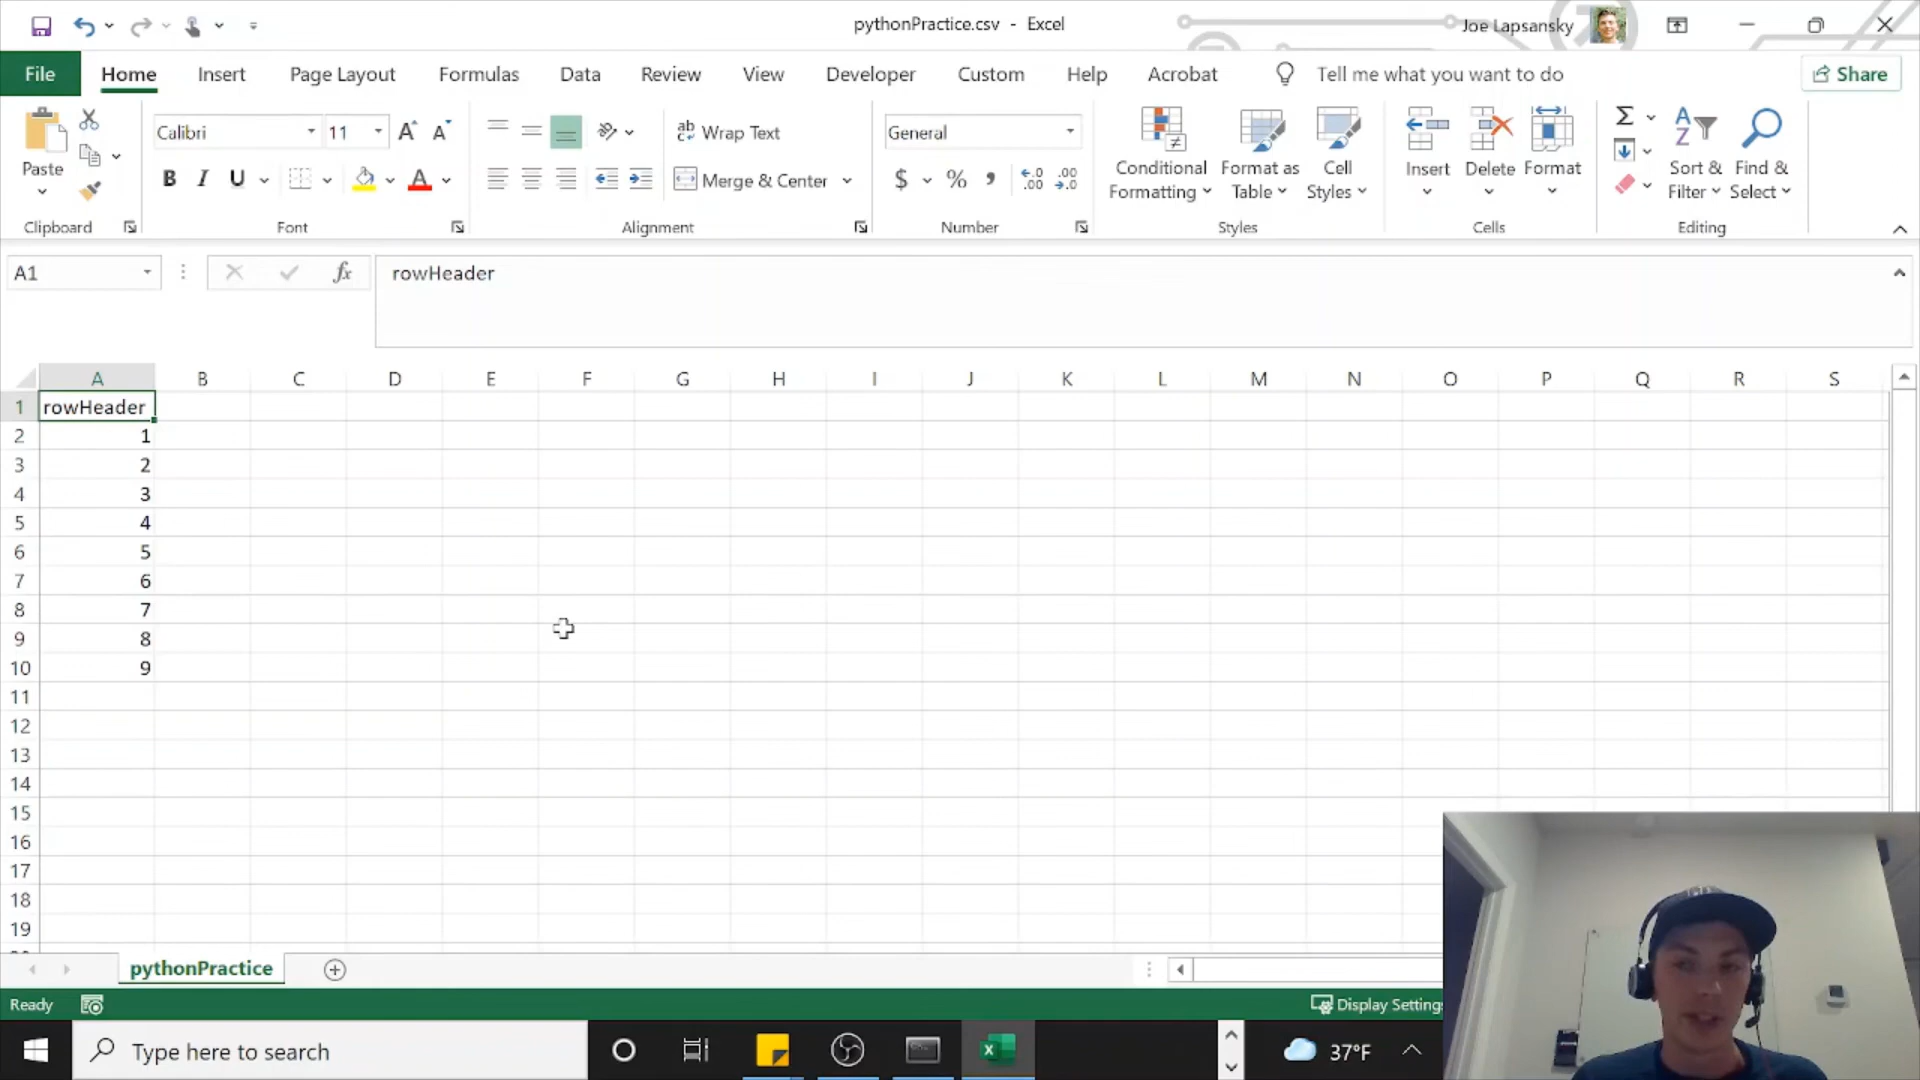 pythonPractice.csv - Excel
Joe Lapsansky
File Home Insert Page Layout Formulas Data Review View Developer Custom Help Acrobat Tell me what you want to do Share
Paste
Clipboard
Calibri 11
B I U A
Font
ab Wrap Text
Merge & Center
Alignment
General
$ % ,
Number
Conditional Formatting
Format as Table
Cell Styles
Styles
Insert
Delete
Format
Cells
Sort & Filter
Find & Select
Editing
A1 fx rowHeader
A B C D E F G H I J K L M N O P Q R S
1 rowHeader
2 1
3 2
4 3
5 4
6 5
7 6
8 7
9 8
10 9
11
12
13
14
15
16
17
18
19
pythonPractice
Ready
Display Settings
Type here to search
37°F